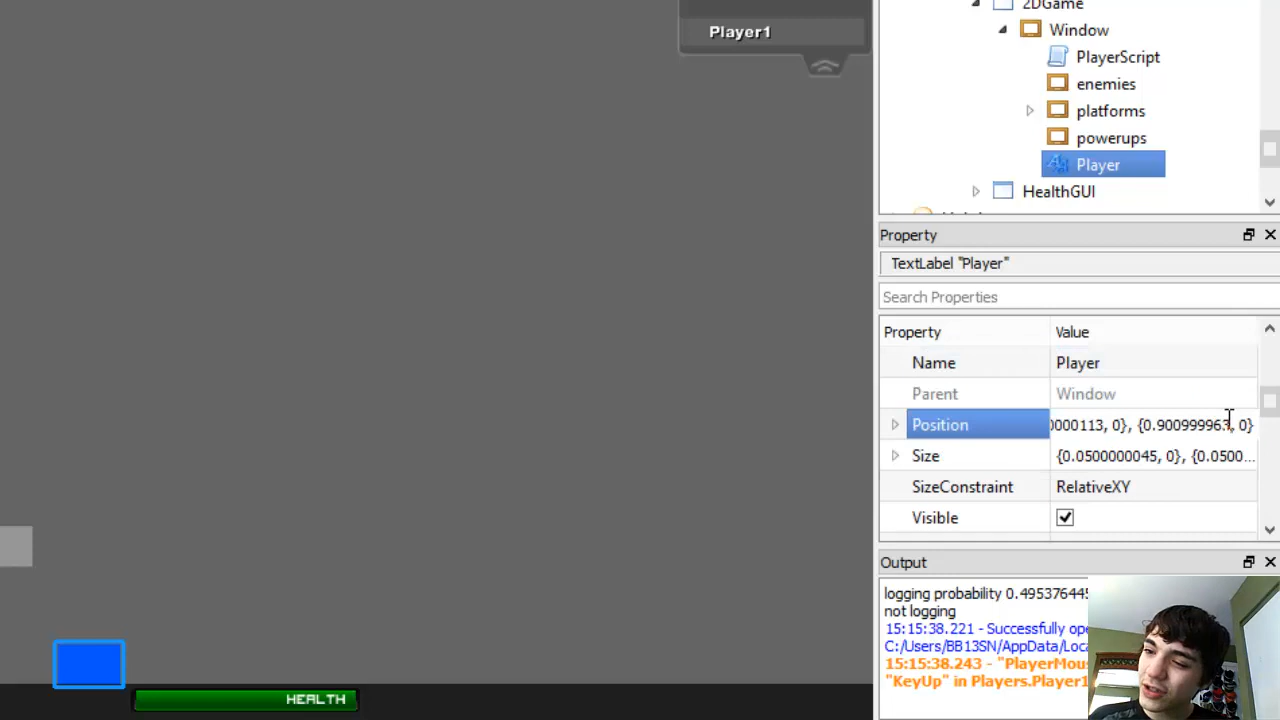 Player1
2DGame
Window
PlayerScript
enemies
platforms
powerups
Player
HealthGUI
Property
TextLabel "Player"
Search Properties
Property Value
Name Player
Parent Window
Position 0000113, 0}, {0.900999963, 0}
Size {0.0500000045, 0}, {0.0500...
SizeConstraint RelativeXY
Visible
Output
logging probability 0.495376445
not logging
15:15:38.221 - Successfully ope
C:/Users/BB13SN/AppData/Loca
15:15:38.243 - "PlayerMous
"KeyUp" in Players.Player1
HEALTH